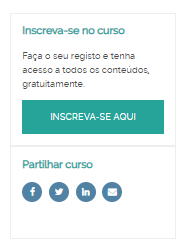 Inscreva-se no curso
Faça o seu registo e tenha
acesso a todos os conteúdos,
gratuitamente.
INSCREVA-SE AQUI
Partilhar curso